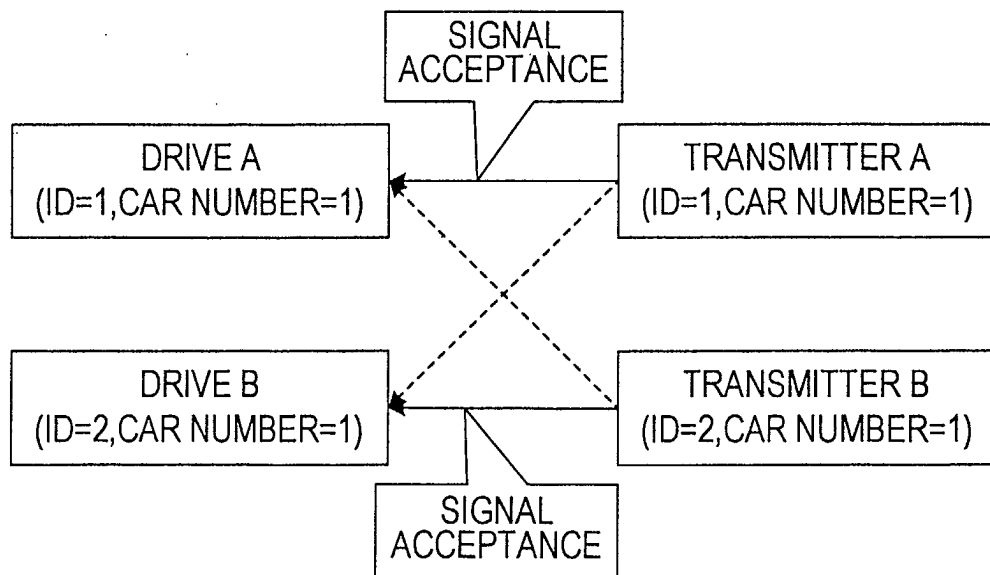 SIGNAL
ACCEPTANCE
DRIVE A
(ID=1,CAR NUMBER=1)
TRANSMITTER A
(ID=1,CAR NUMBER=1)
DRIVE B
(ID=2,CAR NUMBER=1)
TRANSMITTER B
(ID=2,CAR NUMBER=1)
SIGNAL
ACCEPTANCE